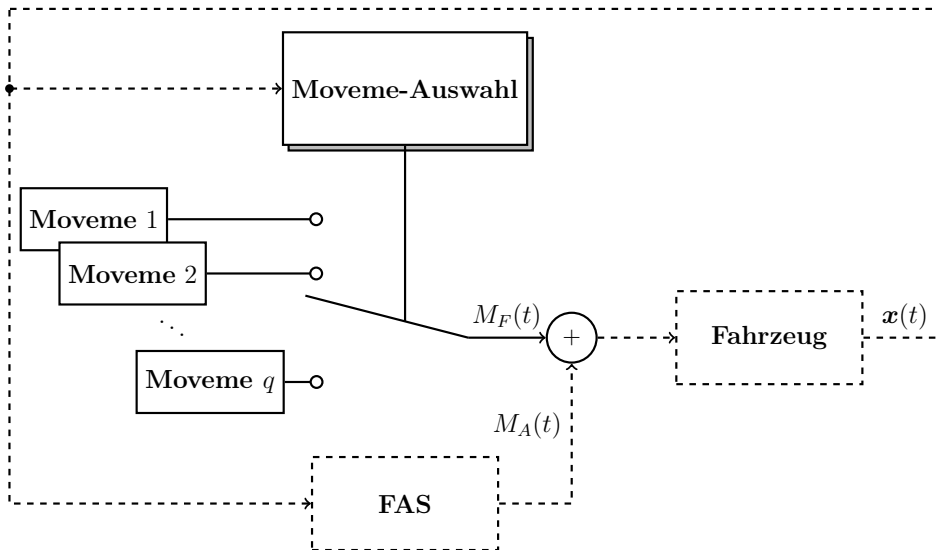 Moveme-Auswahl
Moveme 1
Moveme 2
⋱
Moveme q
M_F(t)
+
Fahrzeug
x(t)
M_A(t)
FAS